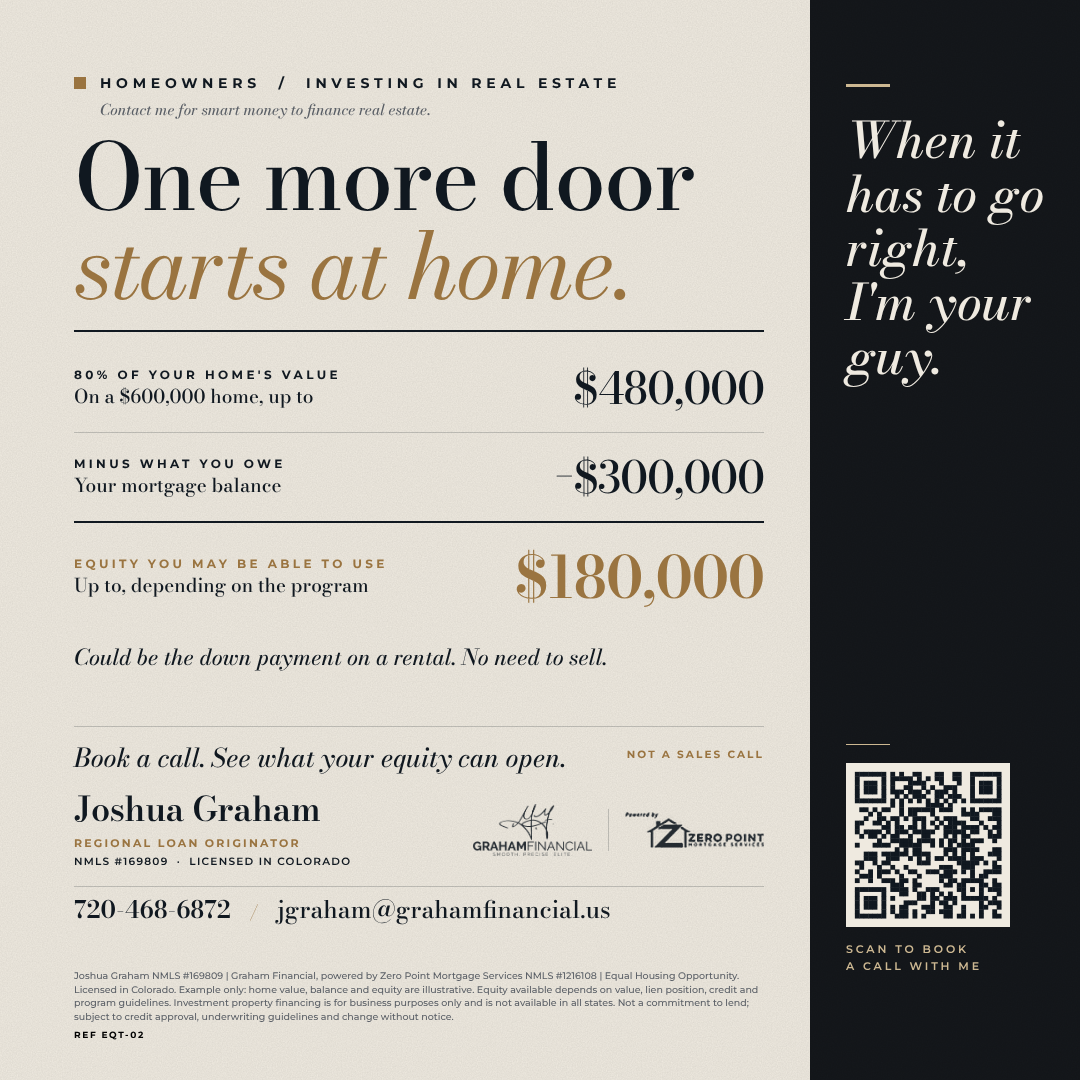 HOMEOWNERS / INVESTING IN REAL ESTATE
Contact me for smart money to finance real estate.
One more door
starts at home.
80% OF YOUR HOME'S VALUE
On a $600,000 home, up to
$480,000
MINUS WHAT YOU OWE
Your mortgage balance
–$300,000
EQUITY YOU MAY BE ABLE TO USE
Up to, depending on the program
$180,000
Could be the down payment on a rental. No need to sell.
Book a call. See what your equity can open.
NOT A SALES CALL
Joshua Graham
REGIONAL LOAN ORIGINATOR
NMLS #169809 · LICENSED IN COLORADO
GRAHAMFINANCIAL
SMOOTH. PRECISE. ELITE.
Powered by
ZERO POINT
MORTGAGE SERVICES
720-468-6872 / jgraham@grahamfinancial.us
Joshua Graham NMLS #169809 | Graham Financial, powered by Zero Point Mortgage Services NMLS #1216108 | Equal Housing Opportunity.
Licensed in Colorado. Example only: home value, balance and equity are illustrative. Equity available depends on value, lien position, credit and
program guidelines. Investment property financing is for business purposes only and is not available in all states. Not a commitment to lend;
subject to credit approval, underwriting guidelines and change without notice.
REF EQT-02
When it
has to go
right,
I'm your
guy.
SCAN TO BOOK
A CALL WITH ME